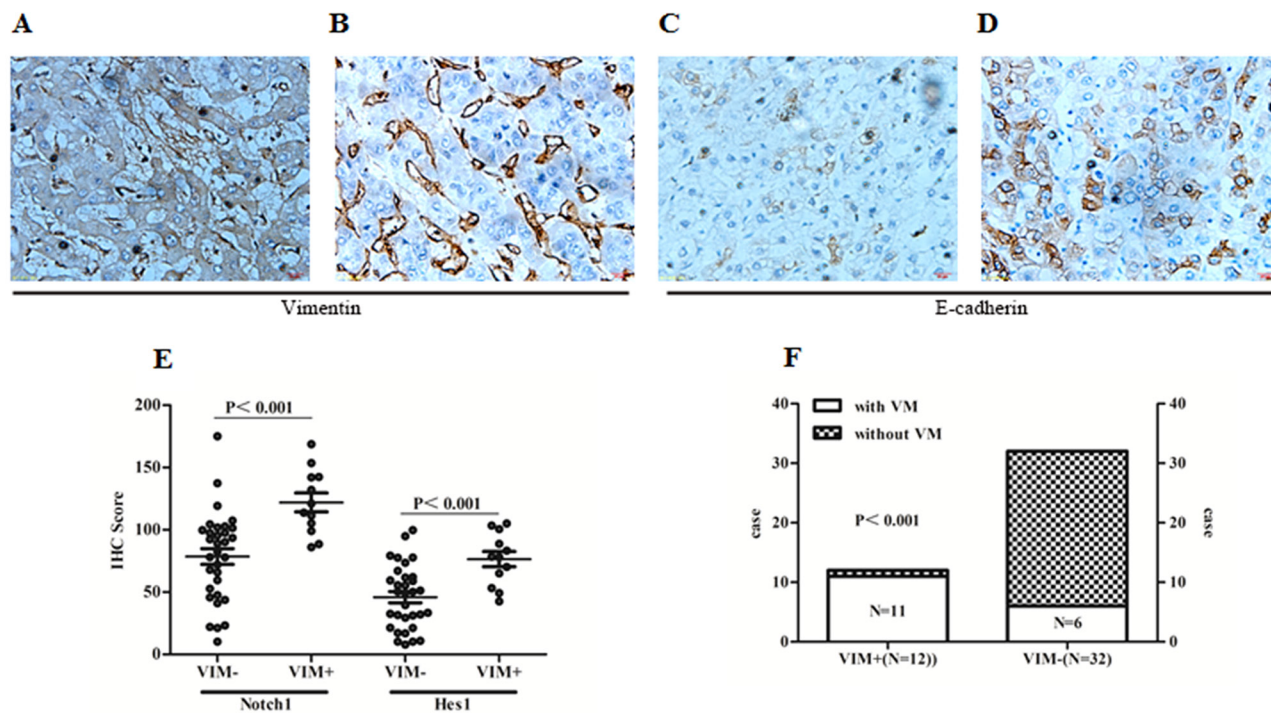 A
B
C
D
Vimentin
E-cadherin
E
F
200
150
100
50
0
IHC Score
P< 0.001
P< 0.001
VIM-
VIM+
VIM-
VIM+
Notch1
Hes1
with VM
without VM
40
30
20
10
0
case
P< 0.001
N=11
N=6
40
30
20
10
0
case
VIM+(N=12))
VIM-(N=32)